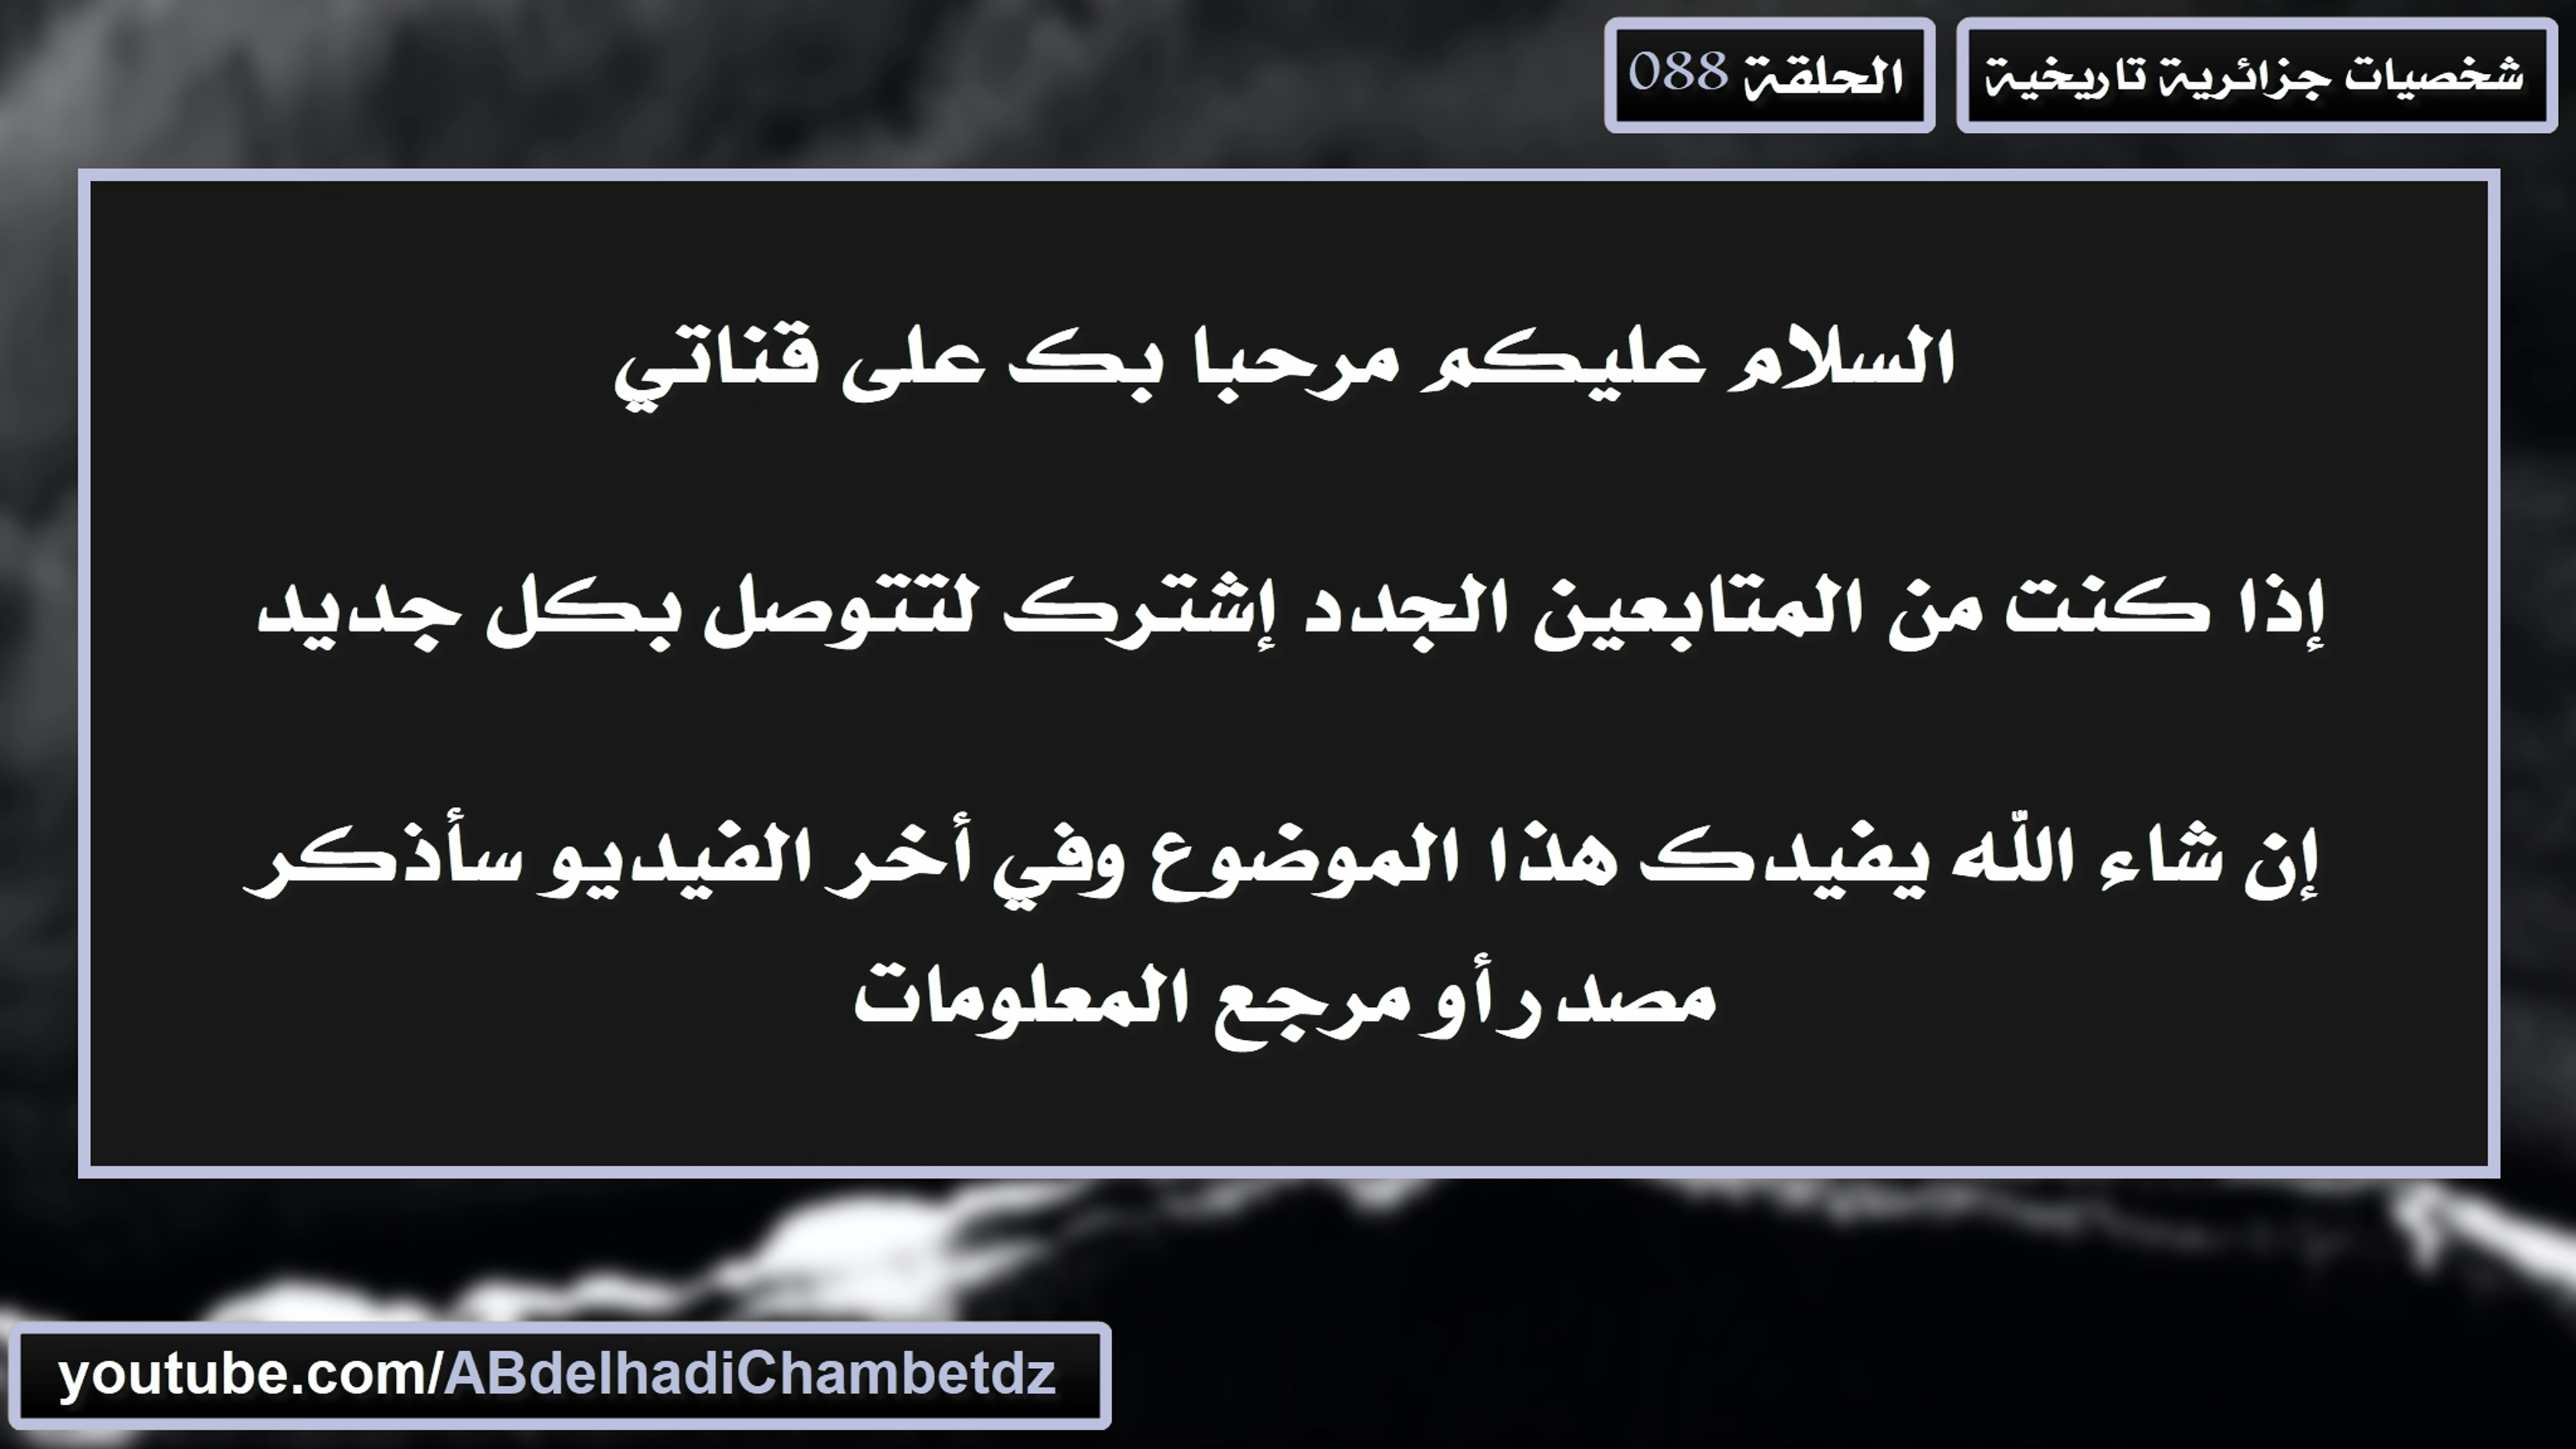 شخصيات جزائرية تاريخية
الحلقة 088
السلام عليكم مرحبا بك على قناتي
إذا كنت من المتابعين الجدد إشترك لتتوصل بكل جديد
إن شاء الله يفيدك هذا الموضوع وفي أخر الفيديو سأذكر
مصدر أو مرجع المعلومات
youtube.com/ABdelhadiChambetdz